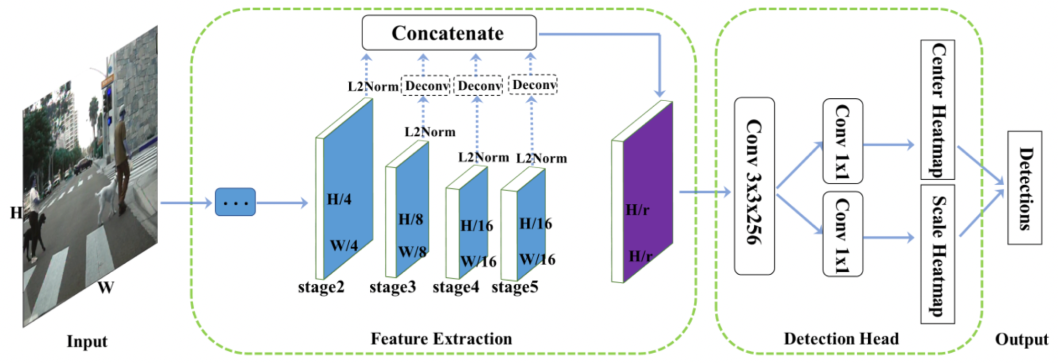 Concatenate
L2Norm
Deconv
Deconv
Deconv
L2Norm
L2Norm
L2Norm
H
W
...
H/4
W/4
H/8
W/8
H/16
W/16
H/16
W/16
H/r
H/r
stage2
stage3
stage4
stage5
Conv 3x3x256
Conv 1x1
Conv 1x1
Center Heatmap
Scale Heatmap
Detections
Input
Feature Extraction
Detection Head
Output